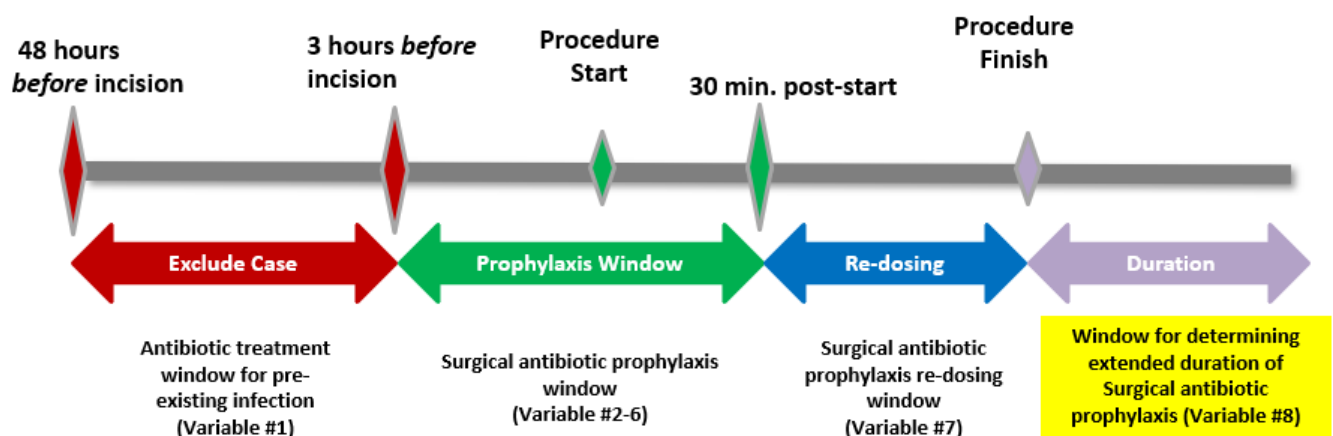 48 hours
before incision
3 hours before
incision
Procedure
Start
30 min. post-start
Procedure
Finish
Exclude Case
Prophylaxis Window
Re-dosing
Duration
Antibiotic treatment
window for pre-
existing infection
(Variable #1)
Surgical antibiotic prophylaxis
window
(Variable #2-6)
Surgical antibiotic
prophylaxis re-dosing
window
(Variable #7)
Window for determining
extended duration of
Surgical antibiotic
prophylaxis (Variable #8)